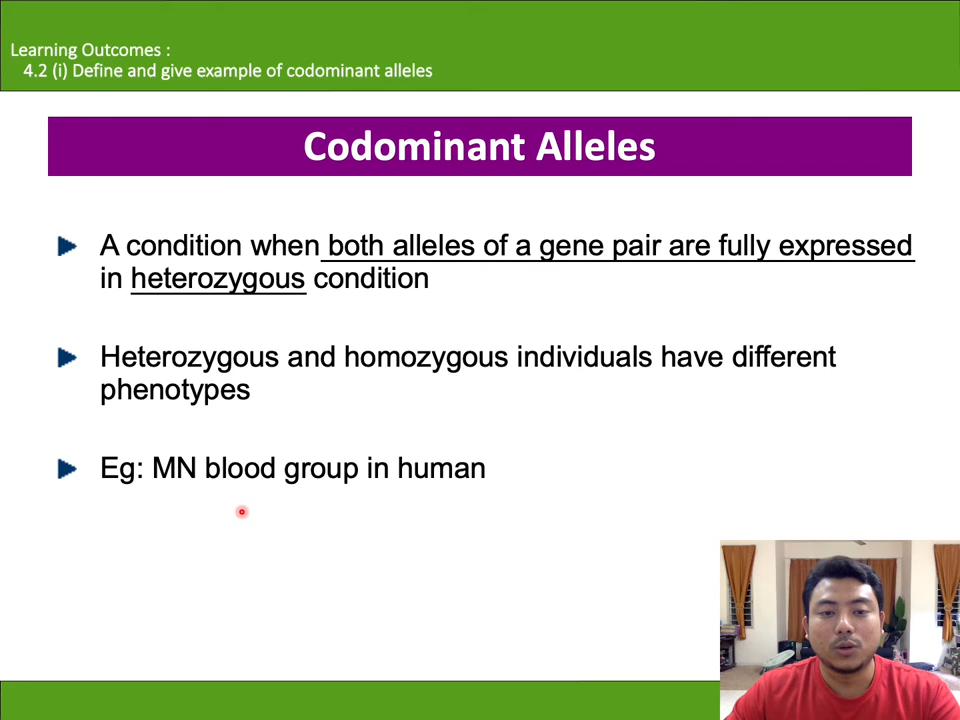 Learning Outcomes :
4.2 (i) Define and give example of codominant alleles
Codominant Alleles
A condition when both alleles of a gene pair are fully expressed
in heterozygous condition
Heterozygous and homozygous individuals have different
phenotypes
Eg: MN blood group in human